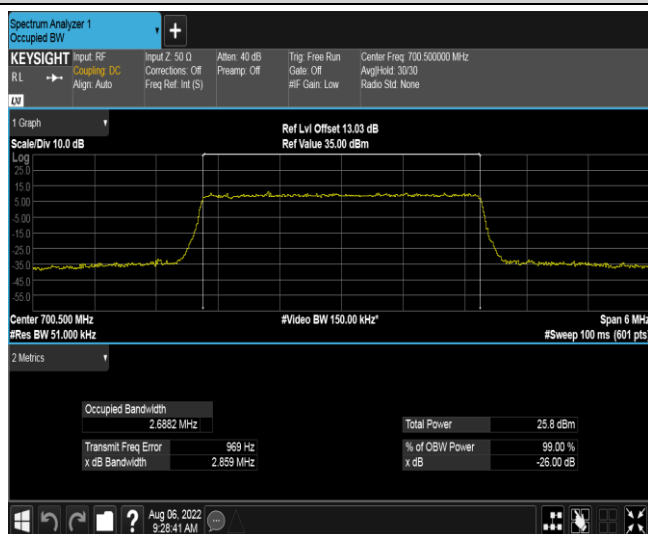 Spectrum Analyzer 1
Occupied BW
+
KEYSIGHT Input: RF Input Z: 50 Ω Atten: 40 dB Trig: Free Run Center Freq: 700.500000 MHz
RL Coupling: DC Corrections: Off Preamp: Off Gate: Off Avg|Hold: 30/30
Align: Auto Freq Ref: Int (S) #IF Gain: Low Radio Std: None
LXI
1 Graph
Ref Lvl Offset 13.03 dB
Scale/Div 10.0 dB Ref Value 35.00 dBm
Log
25.0
15.0
5.00
-5.00
-15.0
-25.0
-35.0
-45.0
-55.0
Center 700.500 MHz #Video BW 150.00 kHz* Span 6 MHz
#Res BW 51.000 kHz #Sweep 100 ms (601 pts)
2 Metrics
Occupied Bandwidth
2.6882 MHz Total Power 25.8 dBm
Transmit Freq Error 969 Hz % of OBW Power 99.00 %
x dB Bandwidth 2.859 MHz x dB -26.00 dB
? Aug 06, 2022
9:28:41 AM